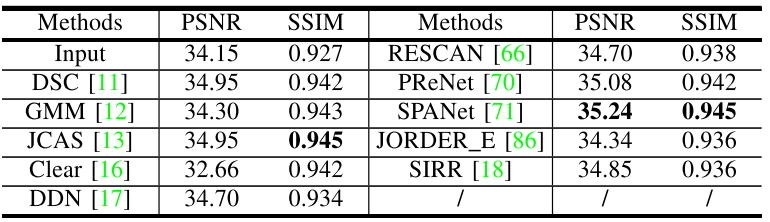 Methods PSNR SSIM Methods PSNR SSIM
Input 34.15 0.927 RESCAN [66] 34.70 0.938
DSC [11] 34.95 0.942 PReNet [70] 35.08 0.942
GMM [12] 34.30 0.943 SPANet [71] 35.24 0.945
JCAS [13] 34.95 0.945 JORDER_E [86] 34.34 0.936
Clear [16] 32.66 0.942 SIRR [18] 34.85 0.936
DDN [17] 34.70 0.934 / / /